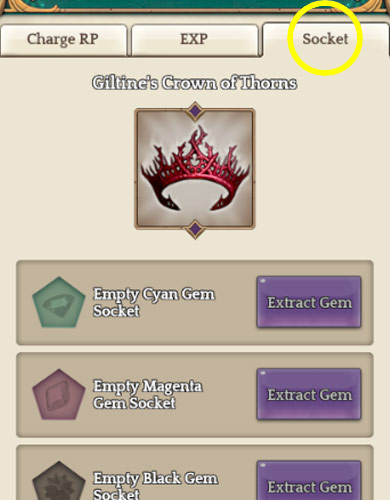 Charge RP
EXP
Socket
Giltine's Crown of Thorns
Empty Cyan Gem
Socket
Extract Gem
Empty Magenta
Gem Socket
Extract Gem
Empty Black Gem
Socket
Extract Gem